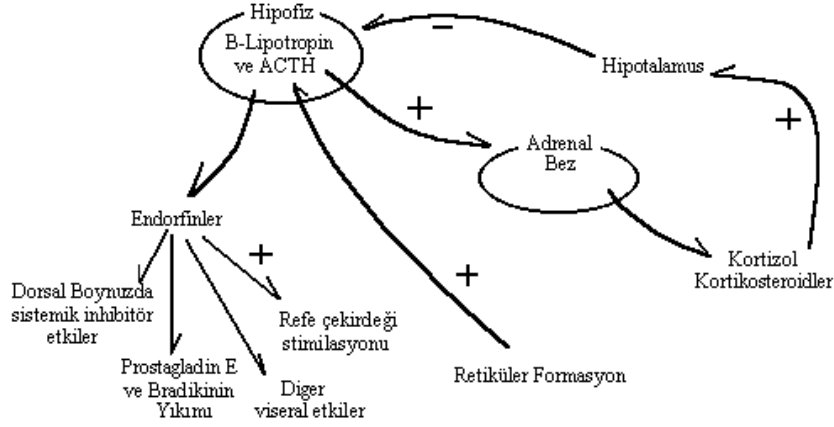 Hipofiz
B-Lipotropin
ve ACTH
−
Hipotalamus
+
+
Adrenal
Bez
Endorfinler
+
+
Kortizol
Kortikosteroidler
Dorsal Boynuzda
sistemik inhibitör
etkiler
Refe çekirdeği
stimilasyonu
Prostagladin E
ve Bradikinin
Yıkımı
Diger
viseral etkiler
Retiküler Formasyon